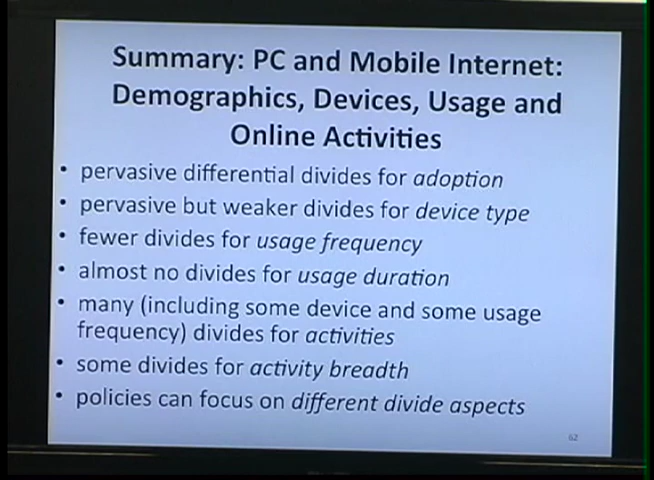 Summary: PC and Mobile Internet:
Demographics, Devices, Usage and
Online Activities
• pervasive differential divides for adoption
• pervasive but weaker divides for device type
• fewer divides for usage frequency
• almost no divides for usage duration
• many (including some device and some usage
frequency) divides for activities
• some divides for activity breadth
• policies can focus on different divide aspects
62